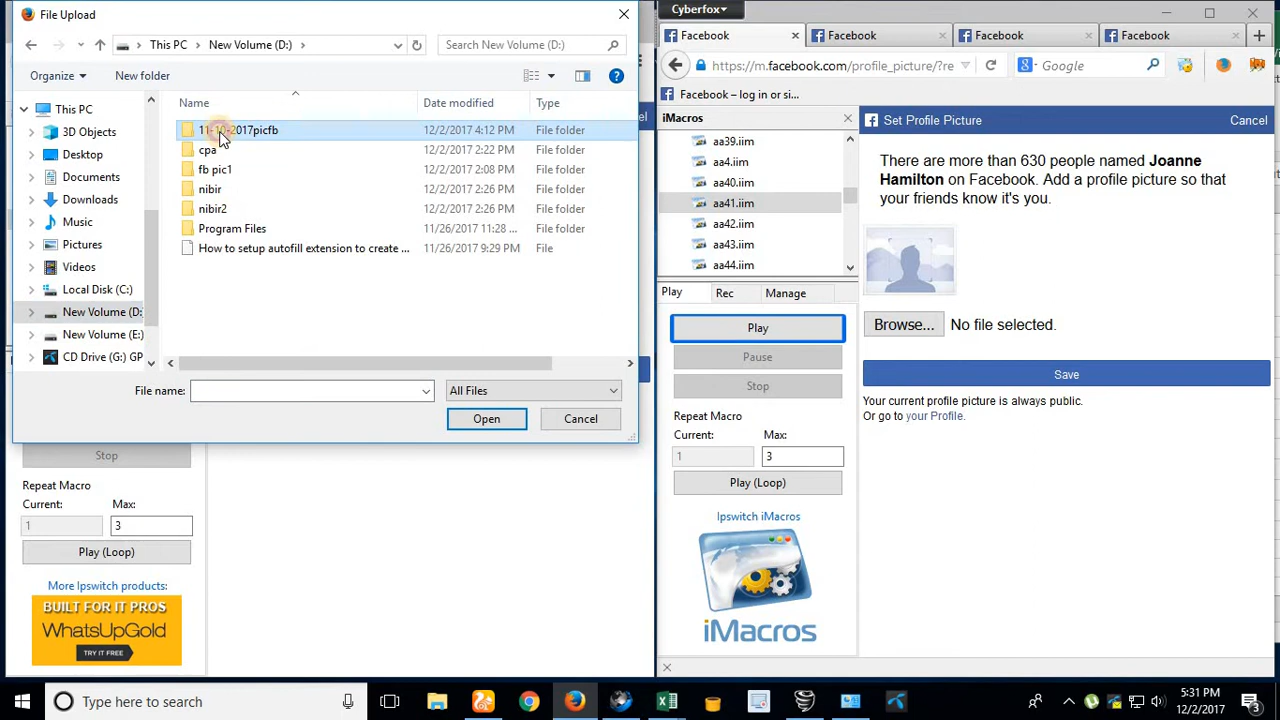 File Upload
This PC
New Volume (D:)
Search New Volume (D:)
Organize
New folder
Name
Date modified
Type
This PC
3D Objects
Desktop
Documents
Downloads
Music
Pictures
Videos
Local Disk (C:)
New Volume (D:
New Volume (E:)
CD Drive (G:) GP
11-10-2017picfb 12/2/2017 4:12 PM File folder
cpa 12/2/2017 2:22 PM File folder
fb pic1 12/2/2017 2:08 PM File folder
nibir 12/2/2017 2:26 PM File folder
nibir2 12/2/2017 2:26 PM File folder
Program Files 11/26/2017 11:28 ... File folder
How to setup autofill extension to create ... 11/26/2017 9:29 PM File
File name:
All Files
Open
Cancel
Stop
Repeat Macro
Current:
Max:
1
3
Play (Loop)
More Ipswitch products:
BUILT FOR IT PROS
WhatsUpGold
TRY IT FREE
Cyberfox
Facebook
Facebook
Facebook
Facebook
https://m.facebook.com/profile_picture/?re
Google
Facebook – log in or si...
iMacros
aa39.iim
aa4.iim
aa40.iim
aa41.iim
aa42.iim
aa43.iim
aa44.iim
Play
Rec
Manage
Play
Pause
Stop
Repeat Macro
Current:
Max:
1
3
Play (Loop)
Ipswitch iMacros
iMacros
Set Profile Picture
Cancel
There are more than 630 people named Joanne
Hamilton on Facebook. Add a profile picture so that
your friends know it's you.
Browse...
No file selected.
Save
Your current profile picture is always public.
Or go to your Profile.
Type here to search
5:31 PM
12/2/2017
3